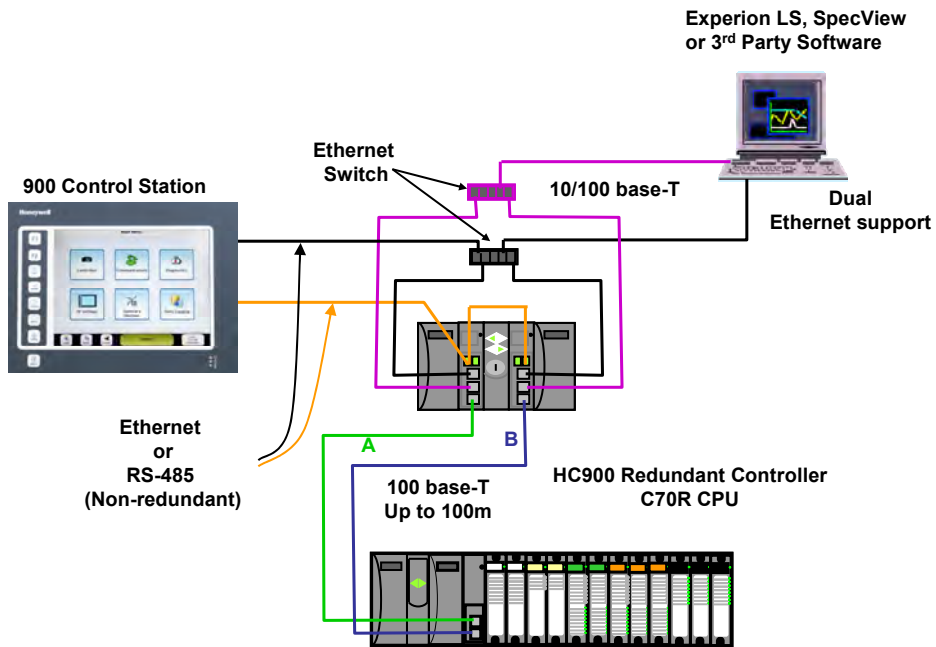 Experion LS, SpecView
or 3rd Party Software
Ethernet
Switch
900 Control Station
10/100 base-T
Dual
Ethernet support
Honeywell
A
B
Ethernet
or
RS-485
(Non-redundant)
100 base-T
Up to 100m
HC900 Redundant Controller
C70R CPU